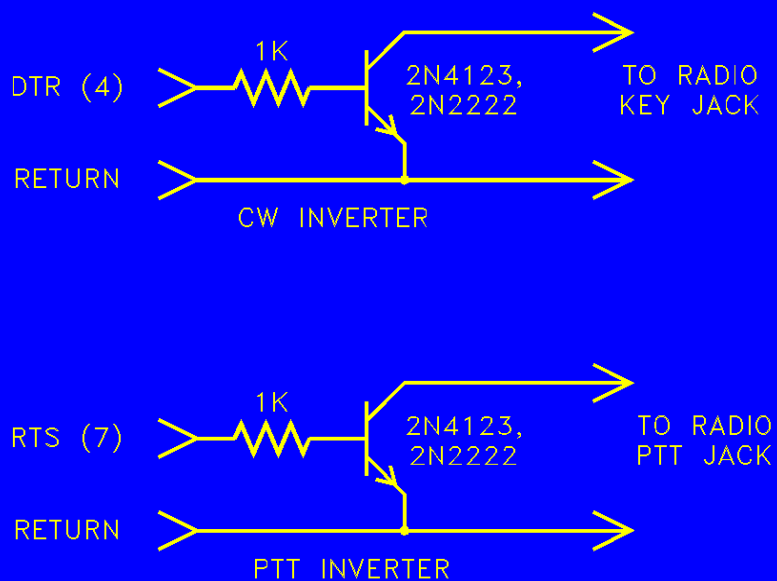 1K
DTR (4)
2N4123,
2N2222
TO RADIO
KEY JACK
RETURN
CW INVERTER
1K
RTS (7)
2N4123,
2N2222
TO RADIO
PTT JACK
RETURN
PTT INVERTER